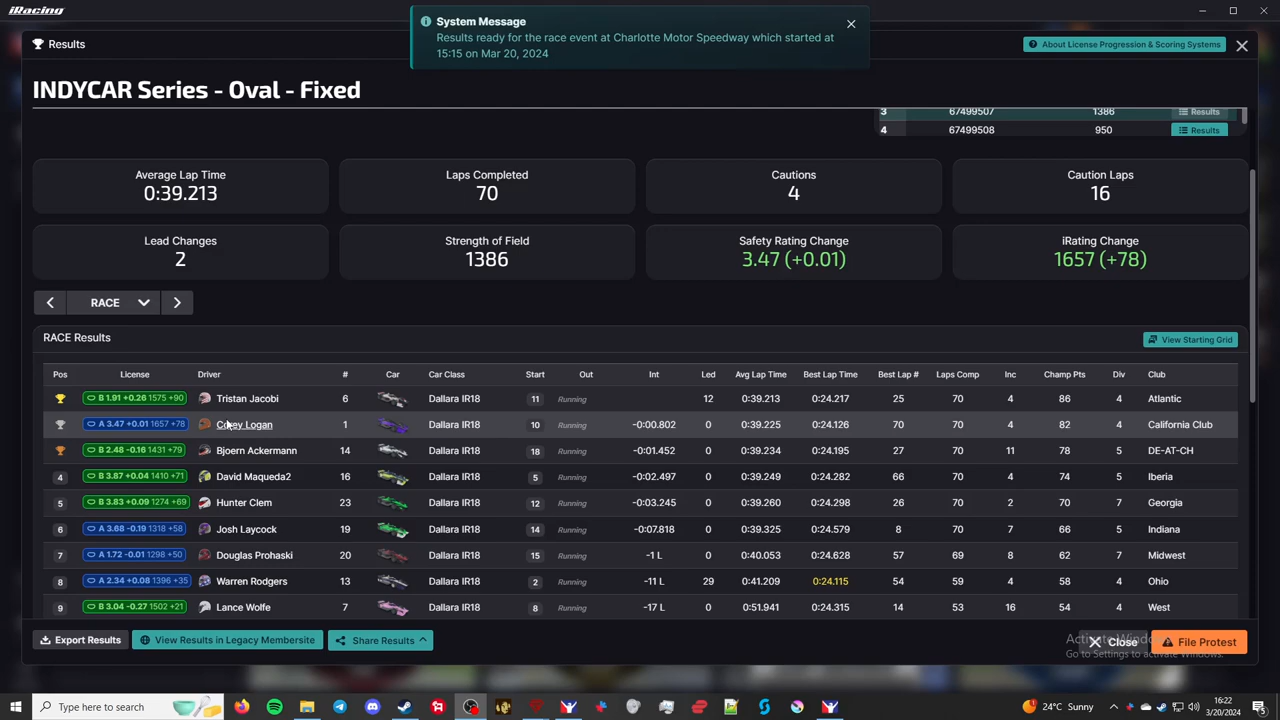 iRacing
System Message
Results ready for the race event at Charlotte Motor Speedway which started at
15:15 on Mar 20, 2024
Results
About License Progression & Scoring Systems
INDYCAR Series - Oval - Fixed
3 67499507 1386 Results
4 67499508 950 Results
Average Lap Time Laps Completed Cautions Caution Laps
0:39.213 70 4 16
Lead Changes Strength of Field Safety Rating Change iRating Change
2 1386 3.47 (+0.01) 1657 (+78)
RACE
RACE Results View Starting Grid
Pos License Driver # Car Car Class Start Out Int Led Avg Lap Time Best Lap Time Best Lap # Laps Comp Inc Champ Pts Div Club
B 1.91 +0.26 1575 +90 Tristan Jacobi 6 Dallara IR18 11 Running 12 0:39.213 0:24.217 25 70 4 86 4 Atlantic
A 3.47 +0.01 1657 +78 Corey Logan 1 Dallara IR18 10 Running -0:00.802 0 0:39.225 0:24.126 70 70 4 82 4 California Club
B 2.48 -0.16 1431 +79 Bjoern Ackermann 14 Dallara IR18 18 Running -0:01.452 0 0:39.234 0:24.195 27 70 11 78 5 DE-AT-CH
4 B 3.87 +0.04 1410 +71 David Maqueda2 16 Dallara IR18 5 Running -0:02.497 0 0:39.249 0:24.282 66 70 4 74 5 Iberia
5 B 3.83 +0.09 1274 +69 Hunter Clem 23 Dallara IR18 12 Running -0:03.245 0 0:39.260 0:24.298 26 70 2 70 7 Georgia
6 A 3.68 -0.19 1318 +58 Josh Laycock 19 Dallara IR18 14 Running -0:07.818 0 0:39.325 0:24.579 8 70 7 66 5 Indiana
7 A 1.72 -0.01 1298 +50 Douglas Prohaski 20 Dallara IR18 15 Running -1 L 0 0:40.053 0:24.628 57 69 8 62 7 Midwest
8 A 2.34 +0.08 1396 +35 Warren Rodgers 13 Dallara IR18 2 Running -11 L 29 0:41.209 0:24.115 54 59 4 58 4 Ohio
9 B 3.04 -0.27 1502 +21 Lance Wolfe 7 Dallara IR18 8 Running -17 L 0 0:51.941 0:24.315 14 53 16 54 4 West
Export Results View Results in Legacy Membersite Share Results Close File Protest
Go to Settings to activate Windows.
Type here to search 24°C Sunny 16:22
3/20/2024